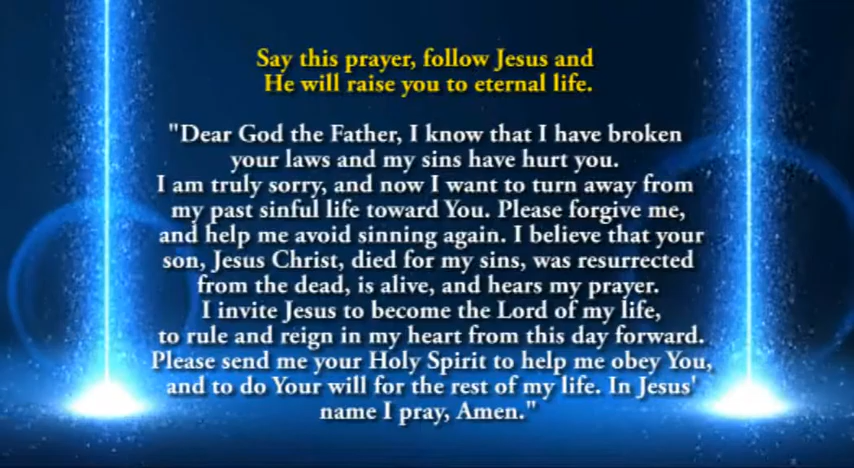 Say this prayer, follow Jesus and
He will raise you to eternal life.
"Dear God the Father, I know that I have broken
your laws and my sins have hurt you.
I am truly sorry, and now I want to turn away from
my past sinful life toward You. Please forgive me,
and help me avoid sinning again. I believe that your
son, Jesus Christ, died for my sins, was resurrected
from the dead, is alive, and hears my prayer.
I invite Jesus to become the Lord of my life,
to rule and reign in my heart from this day forward.
Please send me your Holy Spirit to help me obey You,
and to do Your will for the rest of my life. In Jesus'
name I pray, Amen."